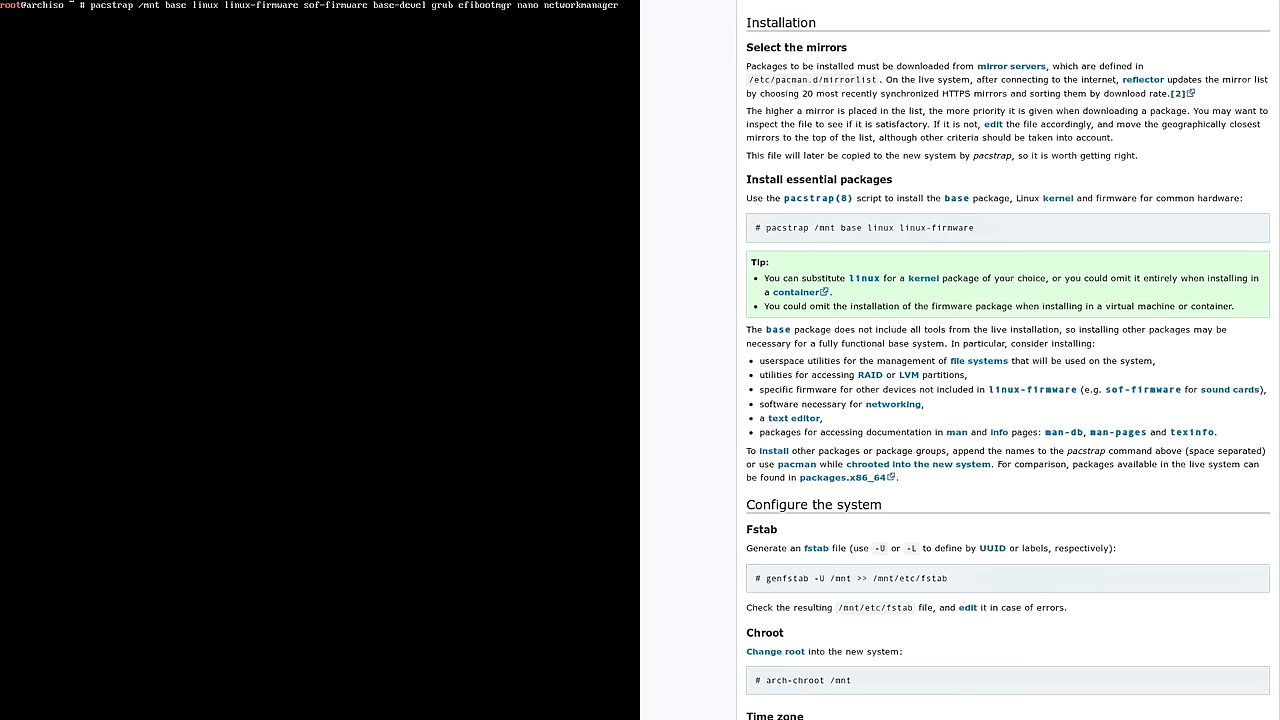 root@archiso ~ # pacstrap /mnt base linux linux-firmware sof-firmware base-devel grub efibootmgr nano networkmanager
Installation
Select the mirrors
Packages to be installed must be downloaded from mirror servers, which are defined in
/etc/pacman.d/mirrorlist. On the live system, after connecting to the internet, reflector updates the mirror list
by choosing 20 most recently synchronized HTTPS mirrors and sorting them by download rate.[2]
The higher a mirror is placed in the list, the more priority it is given when downloading a package. You may want to
inspect the file to see if it is satisfactory. If it is not, edit the file accordingly, and move the geographically closest
mirrors to the top of the list, although other criteria should be taken into account.
This file will later be copied to the new system by pacstrap, so it is worth getting right.
Install essential packages
Use the pacstrap(8) script to install the base package, Linux kernel and firmware for common hardware:
# pacstrap /mnt base linux linux-firmware
Tip:
• You can substitute linux for a kernel package of your choice, or you could omit it entirely when installing in
a container.
• You could omit the installation of the firmware package when installing in a virtual machine or container.
The base package does not include all tools from the live installation, so installing other packages may be
necessary for a fully functional base system. In particular, consider installing:
• userspace utilities for the management of file systems that will be used on the system,
• utilities for accessing RAID or LVM partitions,
• specific firmware for other devices not included in linux-firmware (e.g. sof-firmware for sound cards),
• software necessary for networking,
• a text editor,
• packages for accessing documentation in man and info pages: man-db, man-pages and texinfo.
To install other packages or package groups, append the names to the pacstrap command above (space separated)
or use pacman while chrooted into the new system. For comparison, packages available in the live system can
be found in packages.x86_64.
Configure the system
Fstab
Generate an fstab file (use -U or -L to define by UUID or labels, respectively):
# genfstab -U /mnt >> /mnt/etc/fstab
Check the resulting /mnt/etc/fstab file, and edit it in case of errors.
Chroot
Change root into the new system:
# arch-chroot /mnt
Time zone